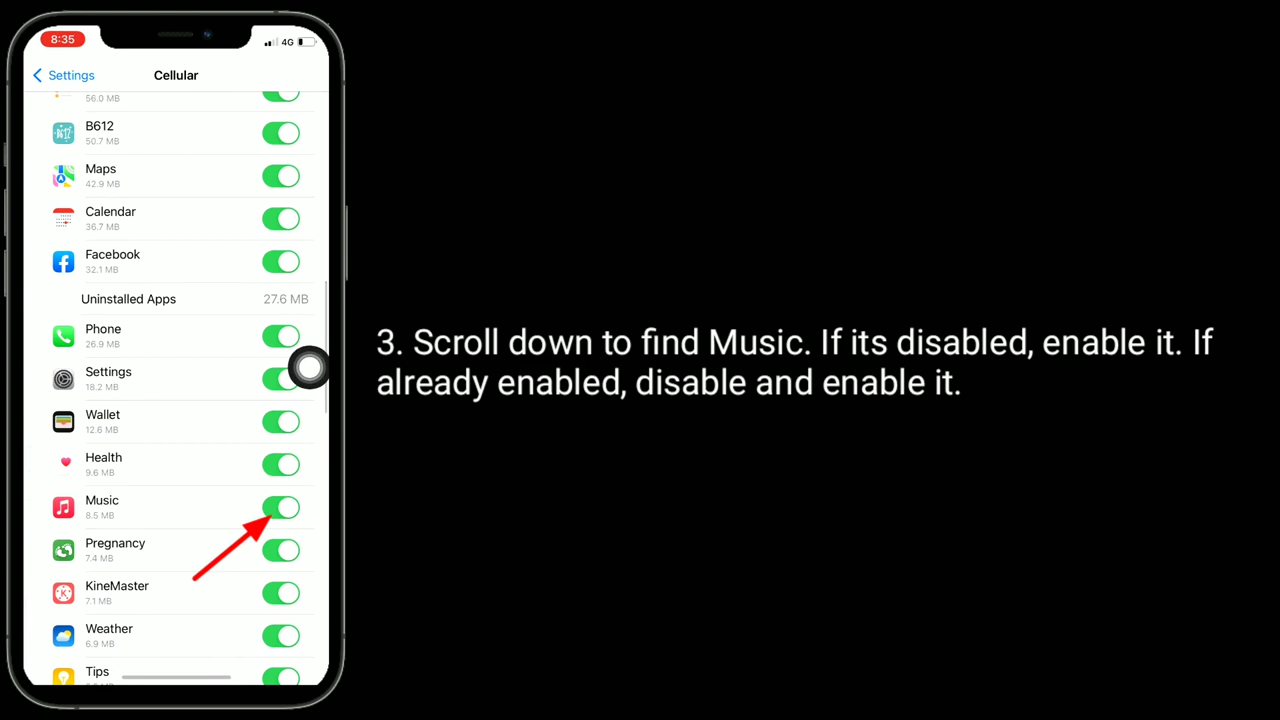 8:35
4G
Settings
Cellular
56.0 MB
B612
50.7 MB
Maps
42.9 MB
Calendar
36.7 MB
Facebook
32.1 MB
Uninstalled Apps 27.6 MB
Phone
26.9 MB
Settings
18.2 MB
Wallet
12.6 MB
Health
9.6 MB
Music
8.5 MB
Pregnancy
7.4 MB
KineMaster
7.1 MB
Weather
6.9 MB
Tips
3. Scroll down to find Music. If its disabled, enable it. If
already enabled, disable and enable it.